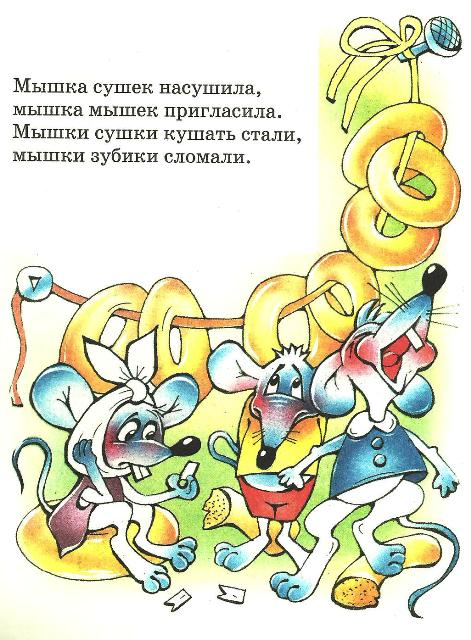 Мышка сушек насушила,
мышка мышек пригласила.
Мышки сушки кушать стали,
мышки зубики сломали.